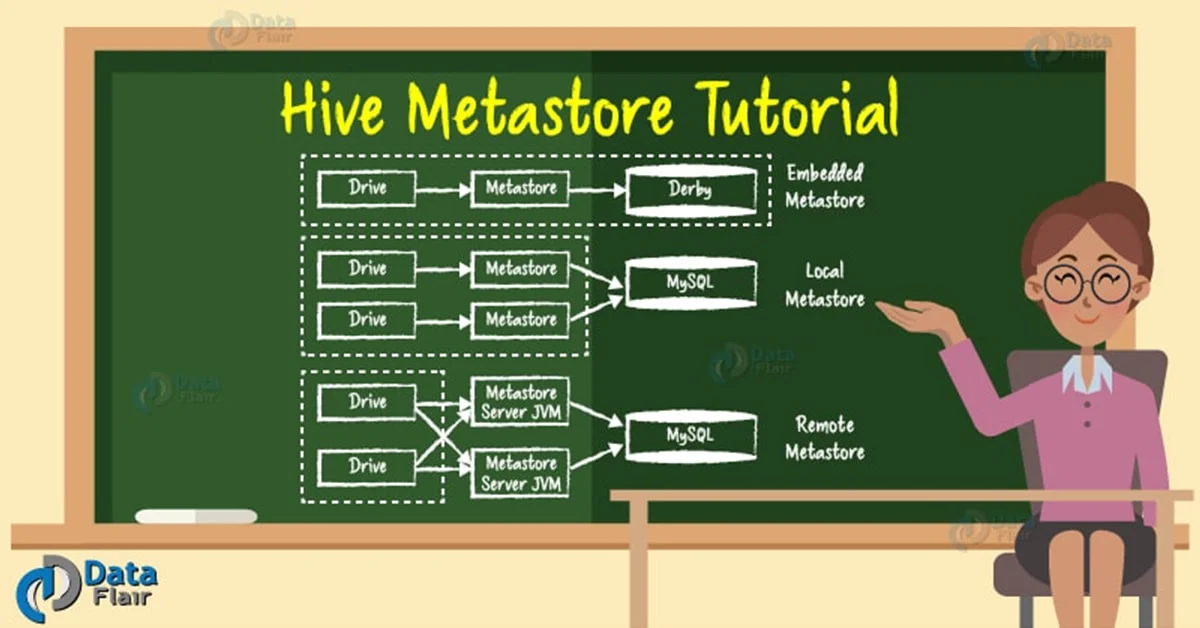 Data
Flair
Data
Flair
Hive Metastore Tutorial
Drive
Metastore
Derby
Embedded
Metastore
Drive
Metastore
MySQL
Local
Metastore
Drive
Metastore
Data
Flair
Data
Flair
Drive
Metastore
Server JVM
MySQL
Remote
Metastore
Drive
Metastore
Server JVM
Data
Flair
Data
Flair